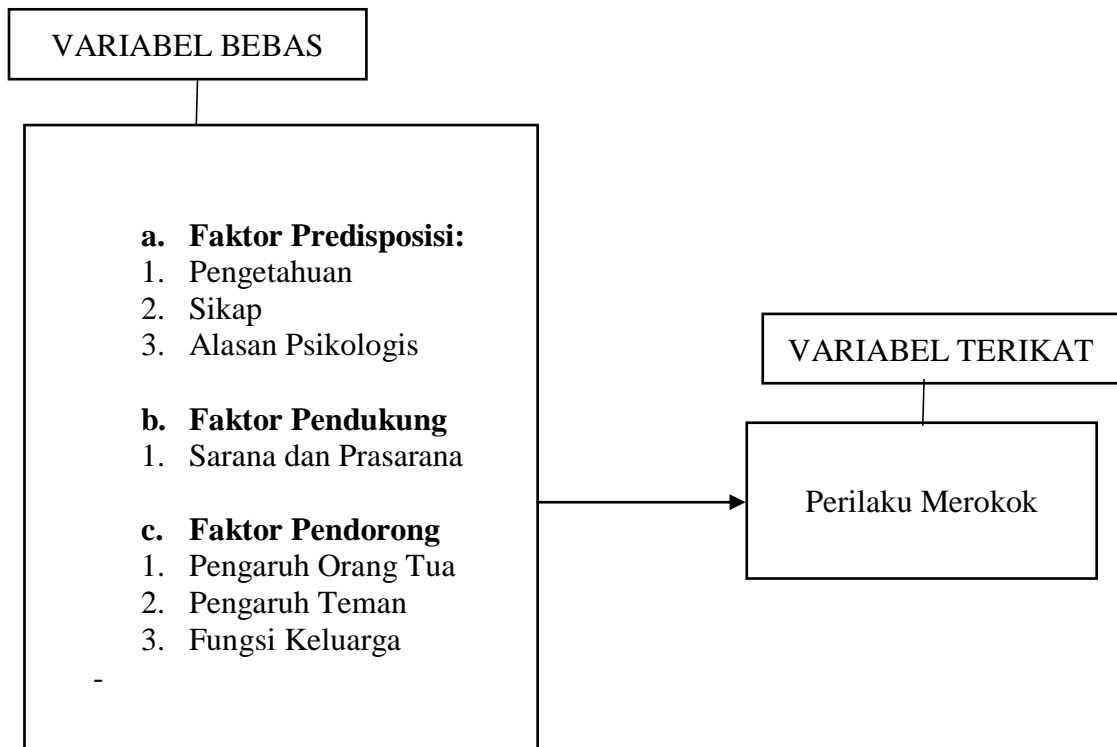 VARIABEL BEBAS
a. Faktor Predisposisi:
1. Pengetahuan
2. Sikap
3. Alasan Psikologis
b. Faktor Pendukung
1. Sarana dan Prasarana
c. Faktor Pendorong
1. Pengaruh Orang Tua
2. Pengaruh Teman
3. Fungsi Keluarga
-
VARIABEL TERIKAT
Perilaku Merokok